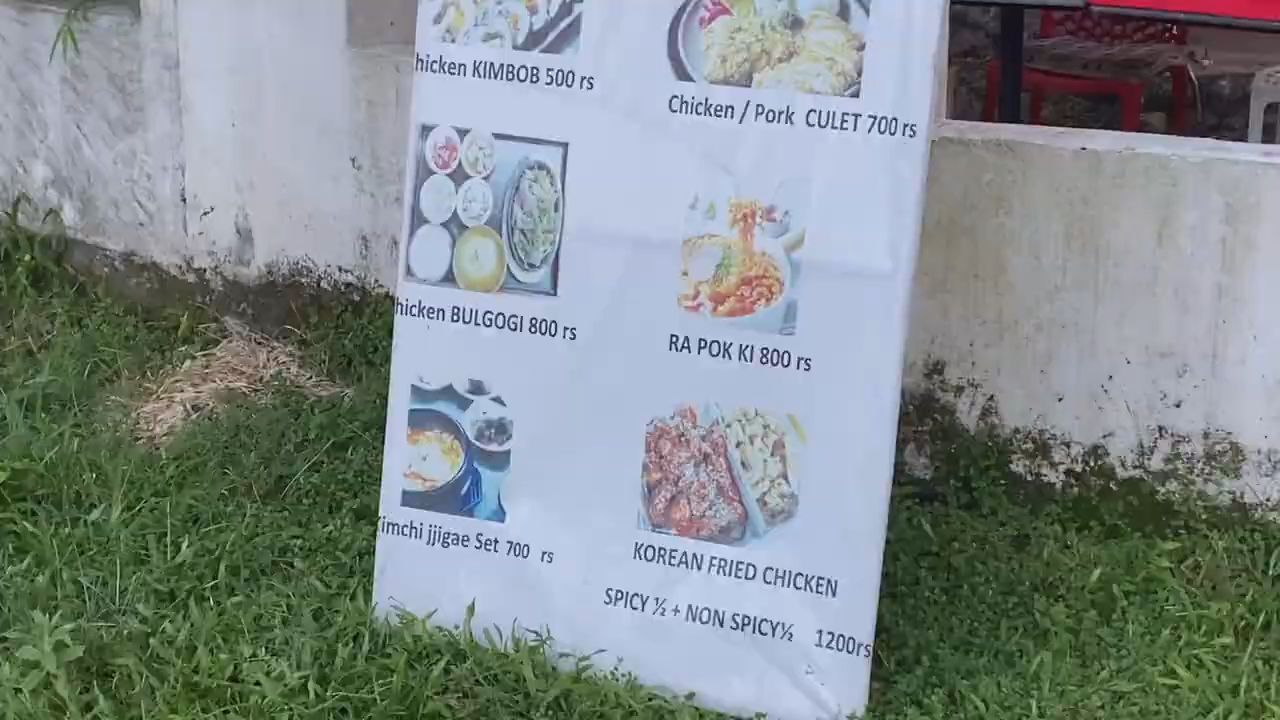 hicken KIMBOB 500 rs
Chicken / Pork CULET 700 rs
hicken BULGOGI 800 rs
RA POK KI 800 rs
imchi jjigae Set 700 rs
KOREAN FRIED CHICKEN
SPICY ½ + NON SPICY½ 1200rs